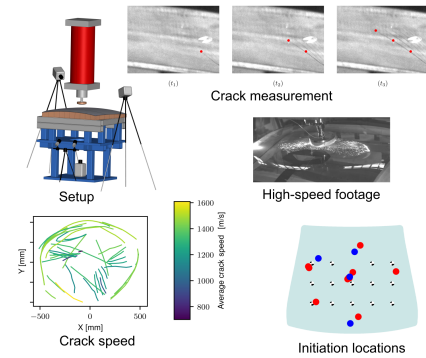 (t₁)
(t₂)
(t₃)
Crack measurement
Setup
High-speed footage
1600
1400
1200
1000
800
Average crack speed [m/s]
Y [mm]
−500
0
500
X [mm]
Crack speed
Initiation locations